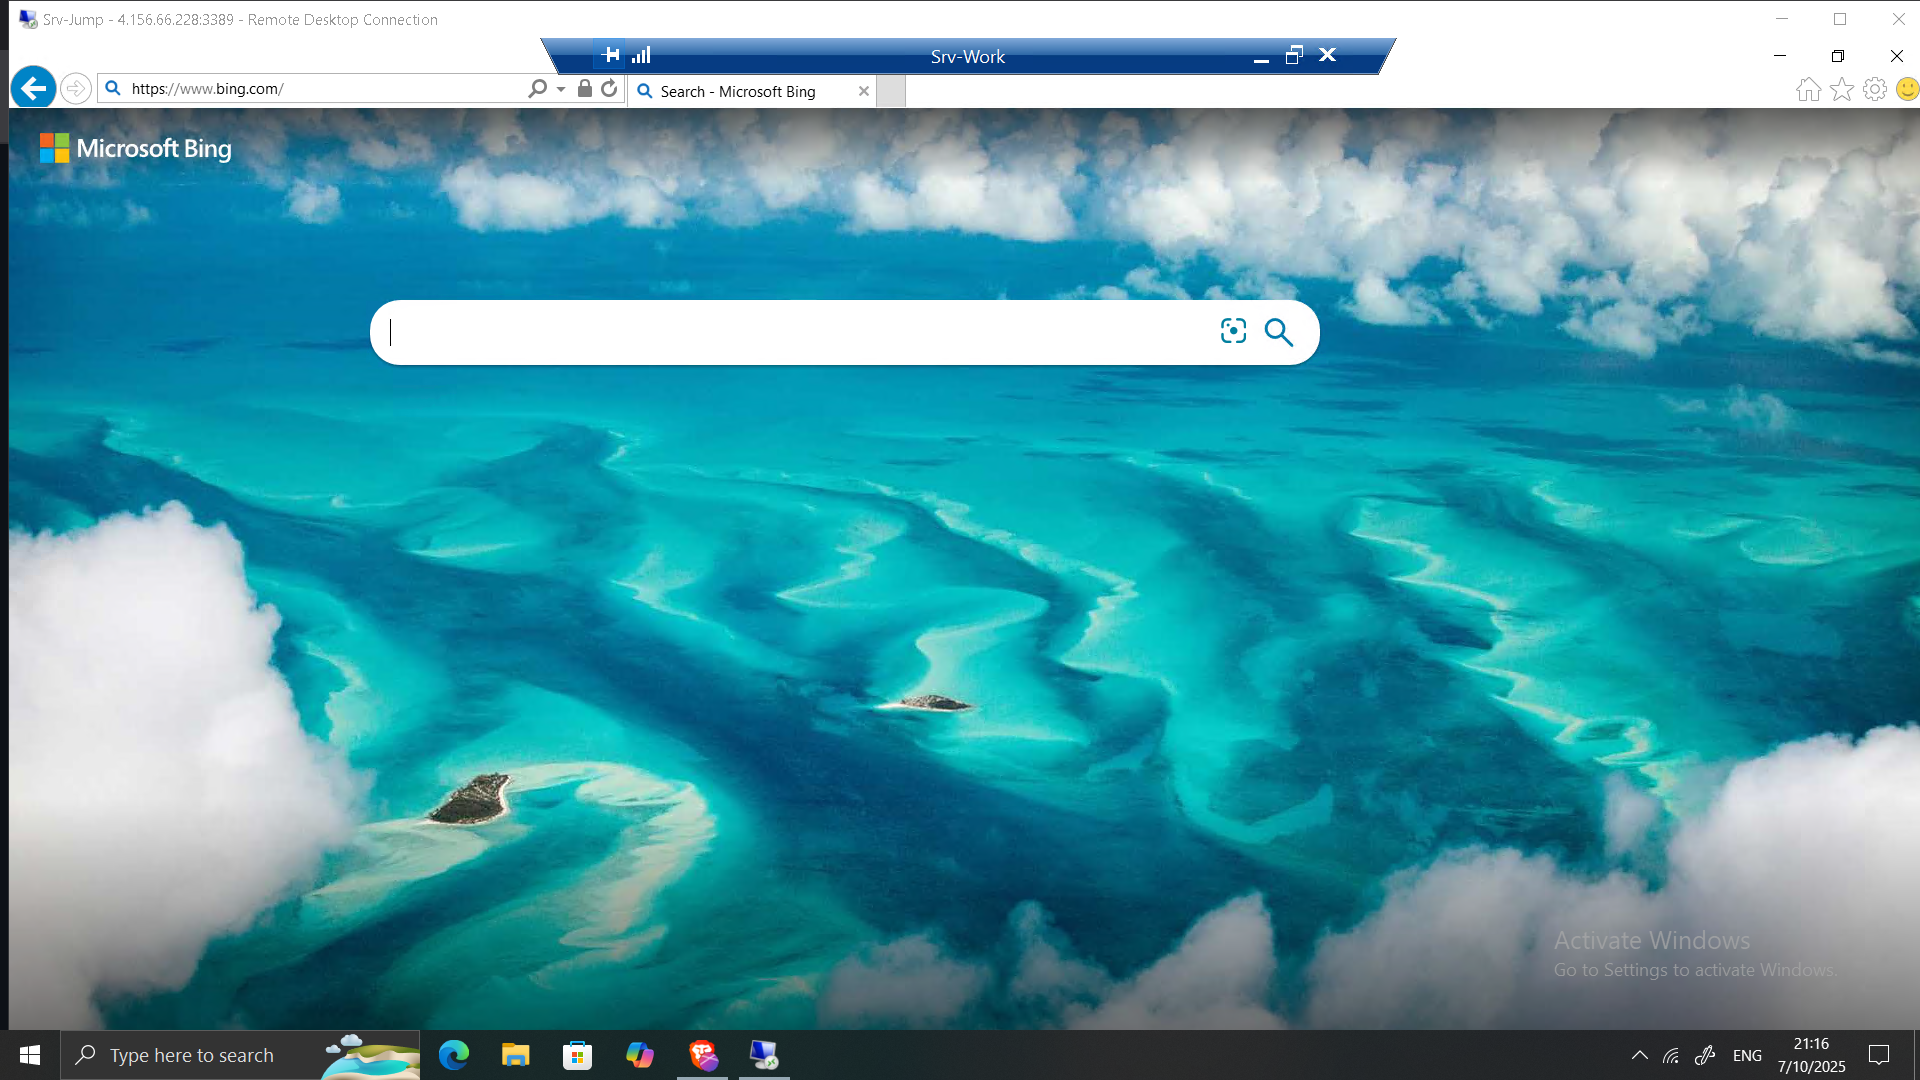 Srv-Jump - 4.156.66.228:3389 - Remote Desktop Connection
Srv-Work
https://www.bing.com/
Search - Microsoft Bing
Microsoft Bing
Activate Windows
Go to Settings to activate Windows.
Type here to search
ENG
21:16
7/10/2025